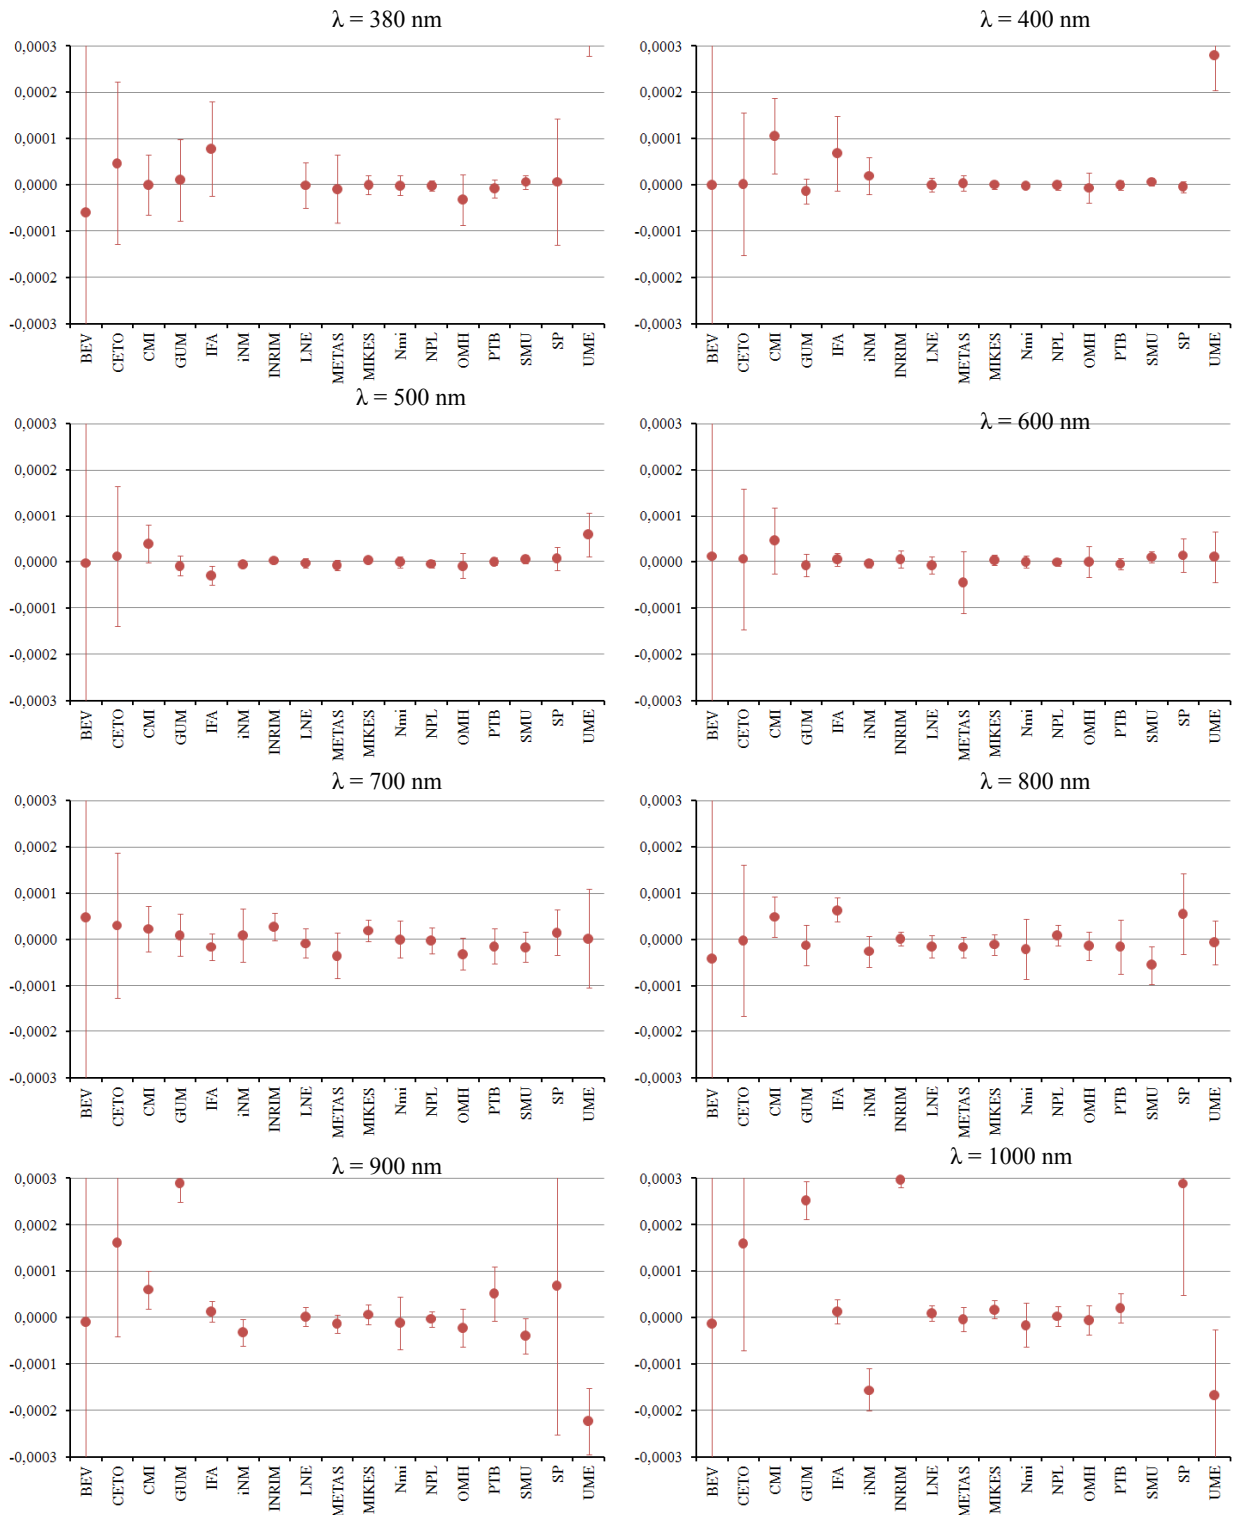 λ = 380 nm
0,0003
0,0002
0,0001
0,0000
-0,0001
-0,0002
-0,0003
BEV
CETO
CMI
GUM
IFA
iNM
INRIM
LNE
METAS
MIKES
Nmi
NPL
OMH
PTB
SMU
SP
UME
λ = 400 nm
0,0003
0,0002
0,0001
0,0000
-0,0001
-0,0002
-0,0003
BEV
CETO
CMI
GUM
IFA
iNM
INRIM
LNE
METAS
MIKES
Nmi
NPL
OMH
PTB
SMU
SP
UME
λ = 500 nm
0,0003
0,0002
0,0001
0,0000
-0,0001
-0,0002
-0,0003
BEV
CETO
CMI
GUM
IFA
iNM
INRIM
LNE
METAS
MIKES
Nmi
NPL
OMH
PTB
SMU
SP
UME
λ = 600 nm
0,0003
0,0002
0,0001
0,0000
-0,0001
-0,0002
-0,0003
BEV
CETO
CMI
GUM
IFA
iNM
INRIM
LNE
METAS
MIKES
Nmi
NPL
OMH
PTB
SMU
SP
UME
λ = 700 nm
0,0003
0,0002
0,0001
0,0000
-0,0001
-0,0002
-0,0003
BEV
CETO
CMI
GUM
IFA
iNM
INRIM
LNE
METAS
MIKES
Nmi
NPL
OMH
PTB
SMU
SP
UME
λ = 800 nm
0,0003
0,0002
0,0001
0,0000
-0,0001
-0,0002
-0,0003
BEV
CETO
CMI
GUM
IFA
iNM
INRIM
LNE
METAS
MIKES
Nmi
NPL
OMH
PTB
SMU
SP
UME
λ = 900 nm
0,0003
0,0002
0,0001
0,0000
-0,0001
-0,0002
-0,0003
BEV
CETO
CMI
GUM
IFA
iNM
INRIM
LNE
METAS
MIKES
Nmi
NPL
OMH
PTB
SMU
SP
UME
λ = 1000 nm
0,0003
0,0002
0,0001
0,0000
-0,0001
-0,0002
-0,0003
BEV
CETO
CMI
GUM
IFA
iNM
INRIM
LNE
METAS
MIKES
Nmi
NPL
OMH
PTB
SMU
SP
UME